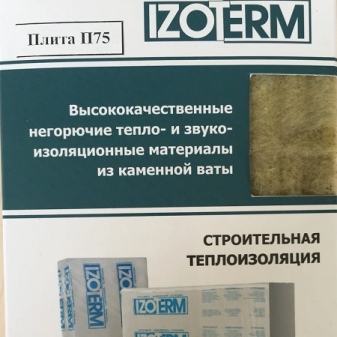 Плита П75
IZOTERM
Высококачественные
негорючие тепло- и звуко-
изоляционные материалы
из каменной ваты
СТРОИТЕЛЬНАЯ
ТЕПЛОИЗОЛЯЦИЯ
IZOTERM
IZOTERM